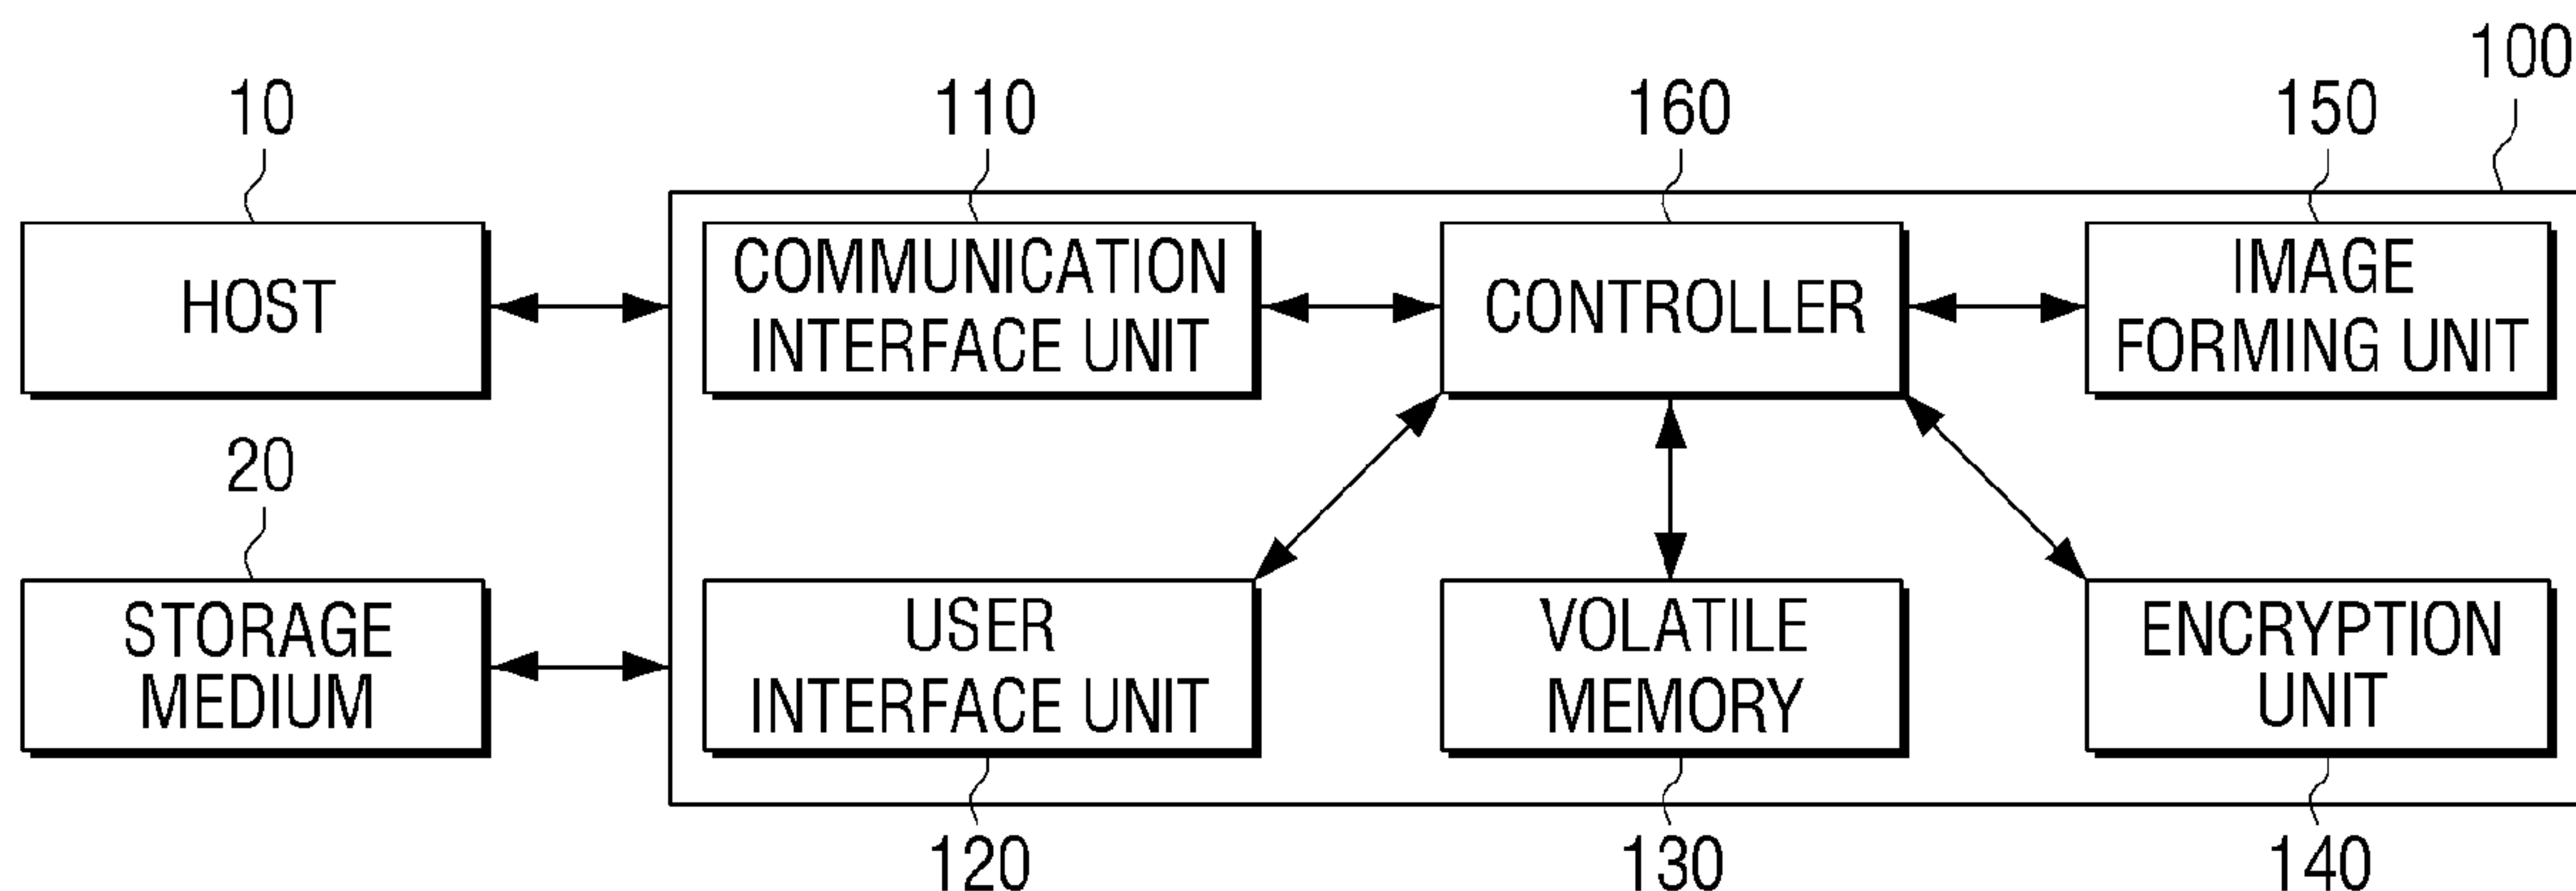 100
10
110
160
150
HOST
COMMUNICATION
INTERFACE UNIT
CONTROLLER
IMAGE
FORMING UNIT
20
STORAGE
MEDIUM
USER
INTERFACE UNIT
VOLATILE
MEMORY
ENCRYPTION
UNIT
120
130
140